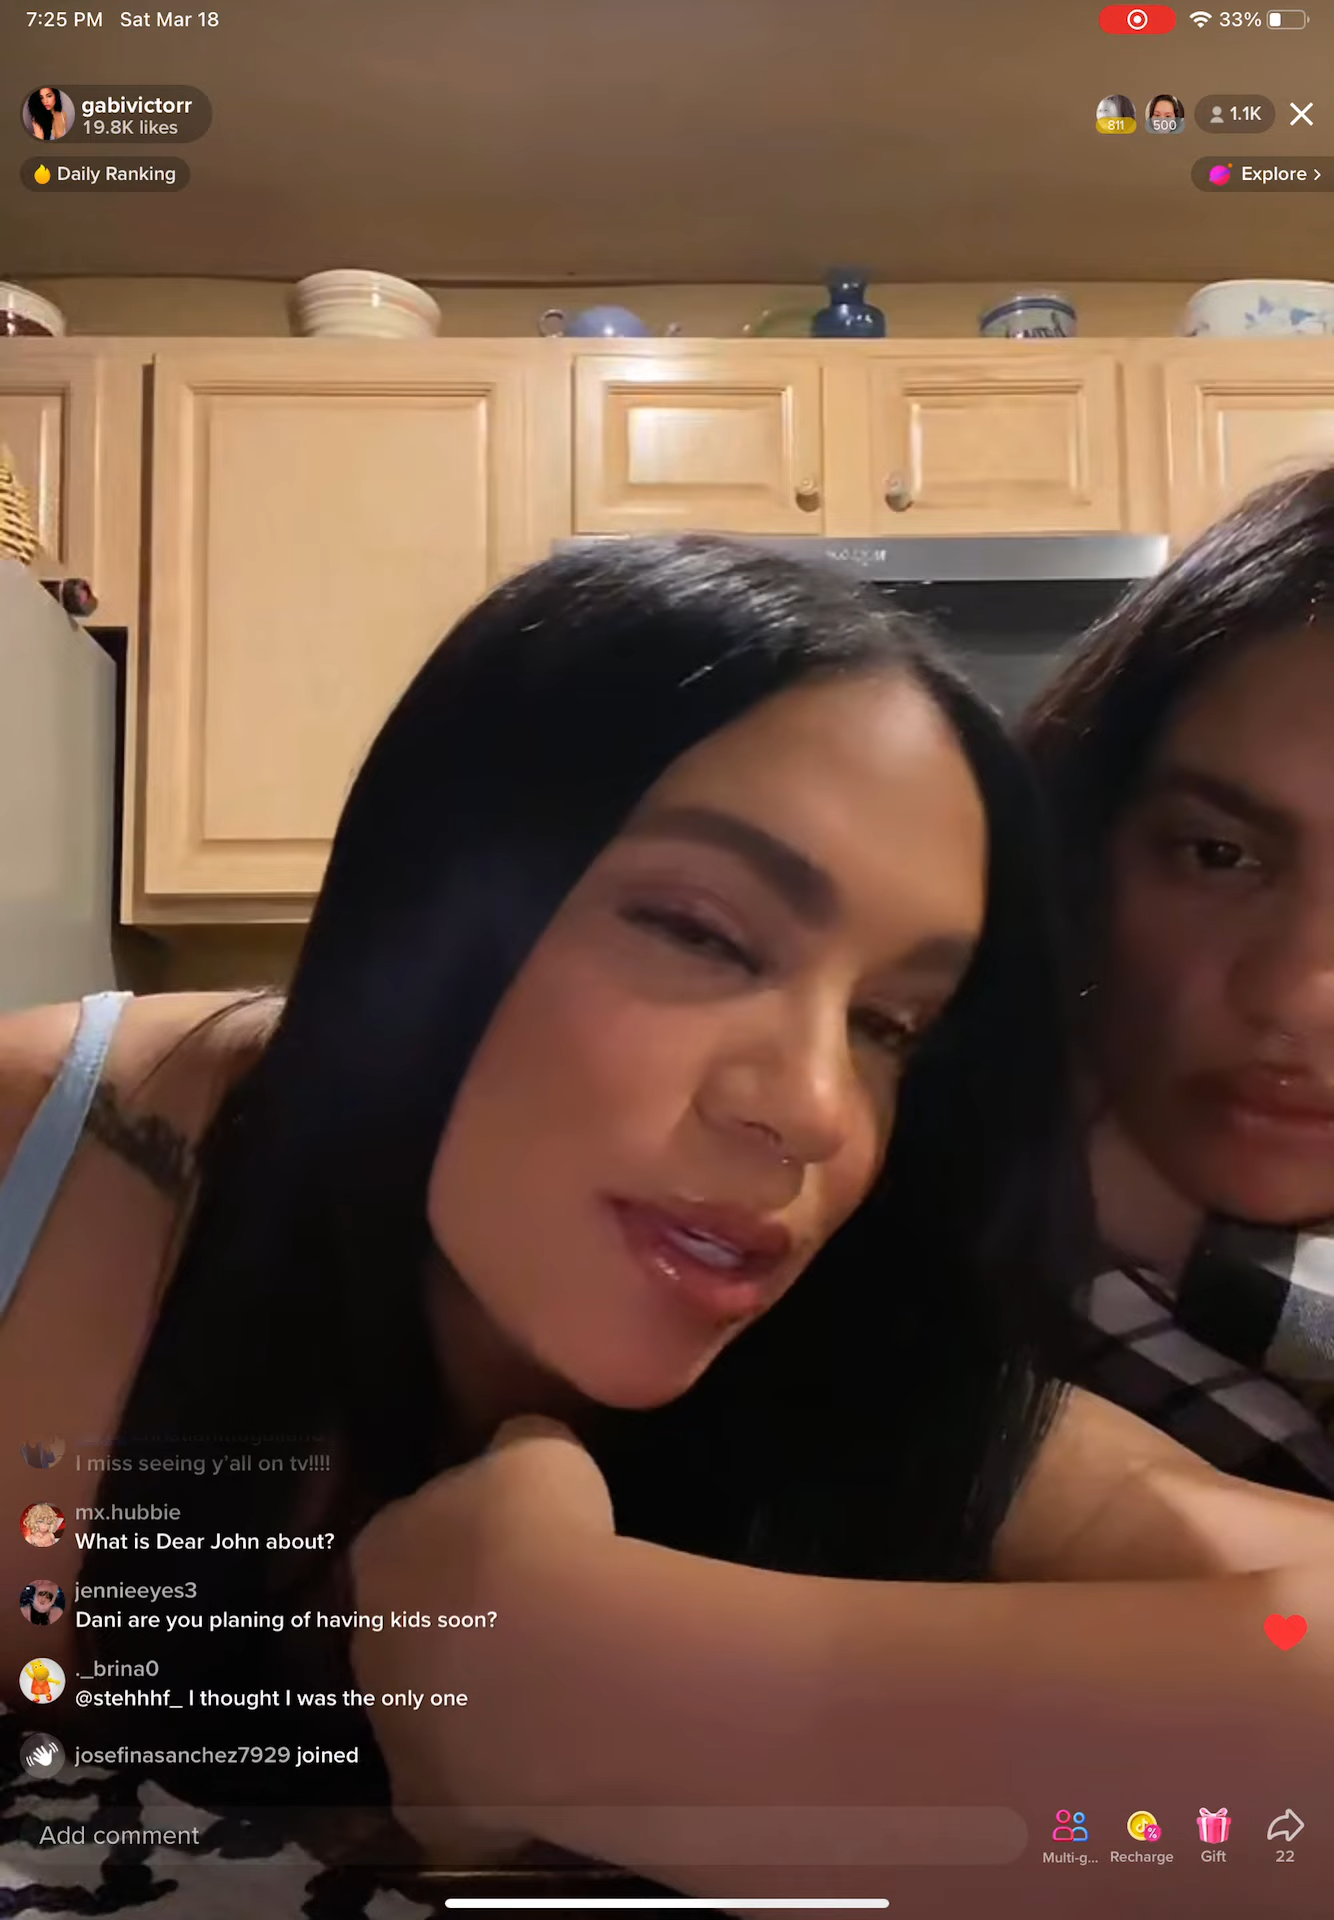 7:25 PM Sat Mar 18
33%
gabivictorr
19.8K likes
811
500
1.1K
Daily Ranking
Explore >
I miss seeing y'all on tv!!!!
mx.hubbie
What is Dear John about?
jennieeyes3
Dani are you planing of having kids soon?
._brina0
@stehhhf_ I thought I was the only one
josefinasanchez7929 joined
Add comment
Multi-g...
Recharge
Gift
22